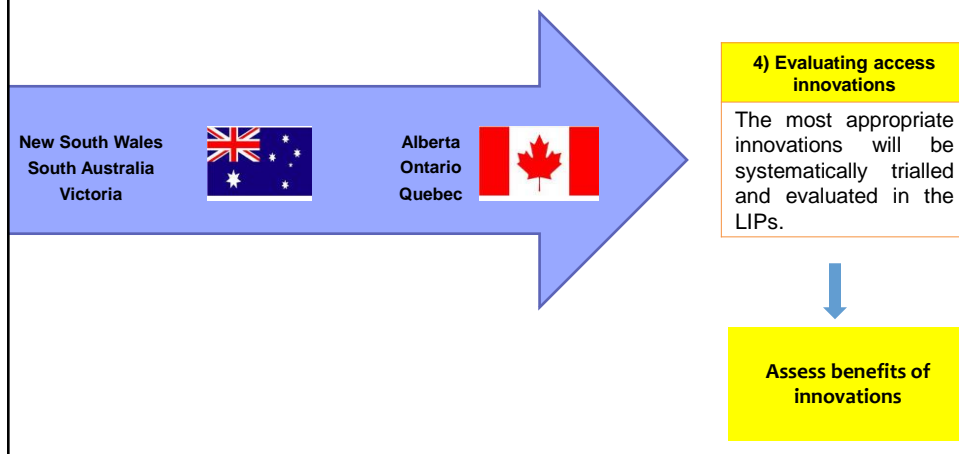 New South Wales
South Australia
Victoria
Alberta
Ontario
Quebec
4) Evaluating access
innovations
The most appropriate
innovations will be
systematically trialled
and evaluated in the
LIPs.
Assess benefits of
innovations